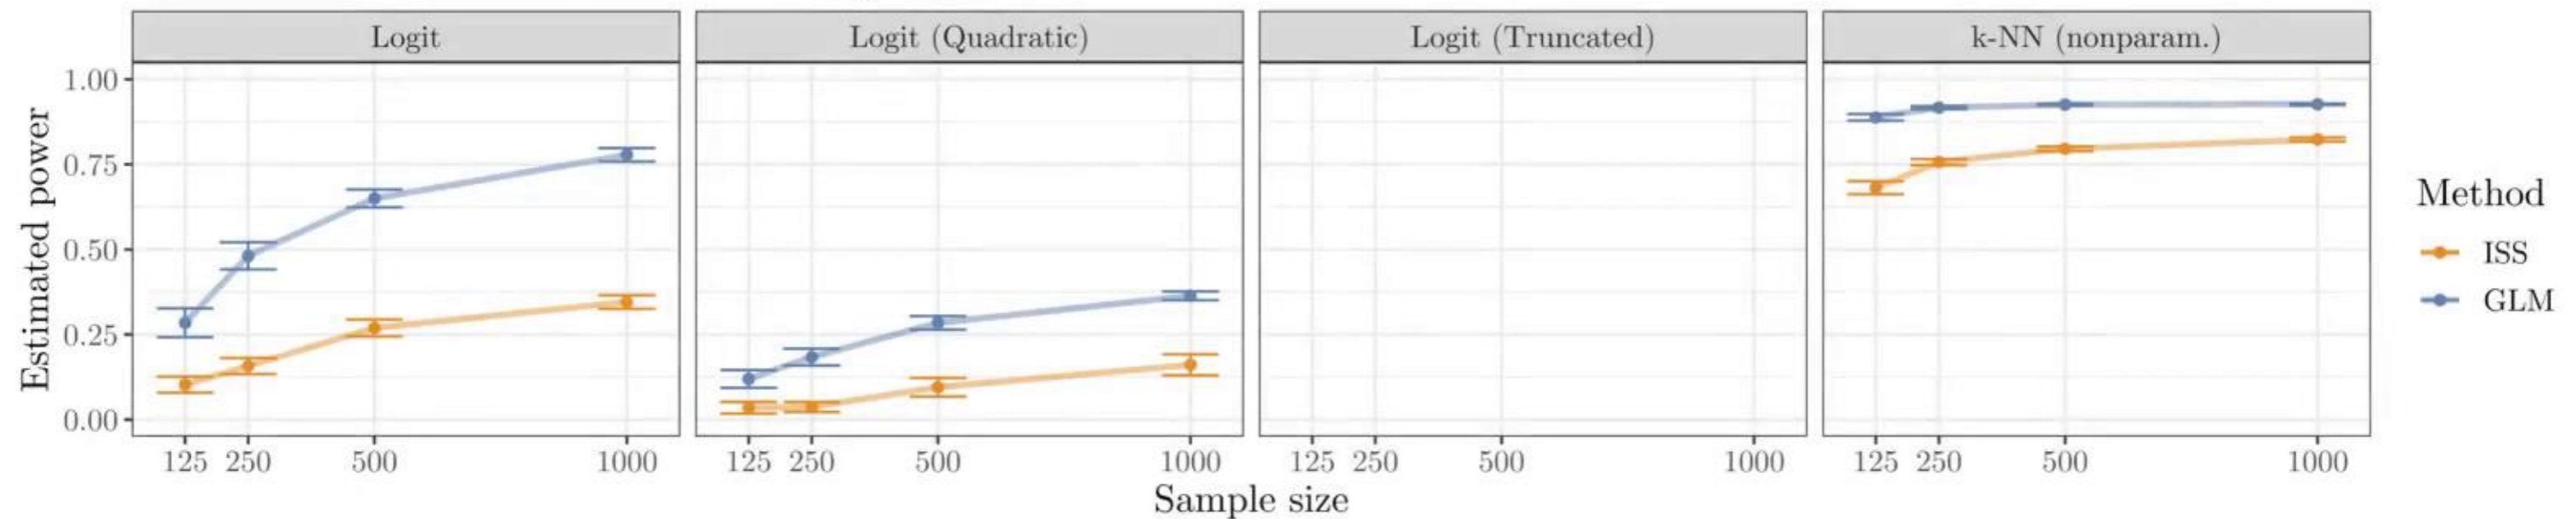 Logit
Logit (Quadratic)
Logit (Truncated)
k-NN (nonparam.)
Estimated power
1.00
0.75
0.50
0.25
0.00
125 250 500 1000
125 250 500 1000
125 250 500 1000
125 250 500 1000
Sample size
Method
ISS
GLM